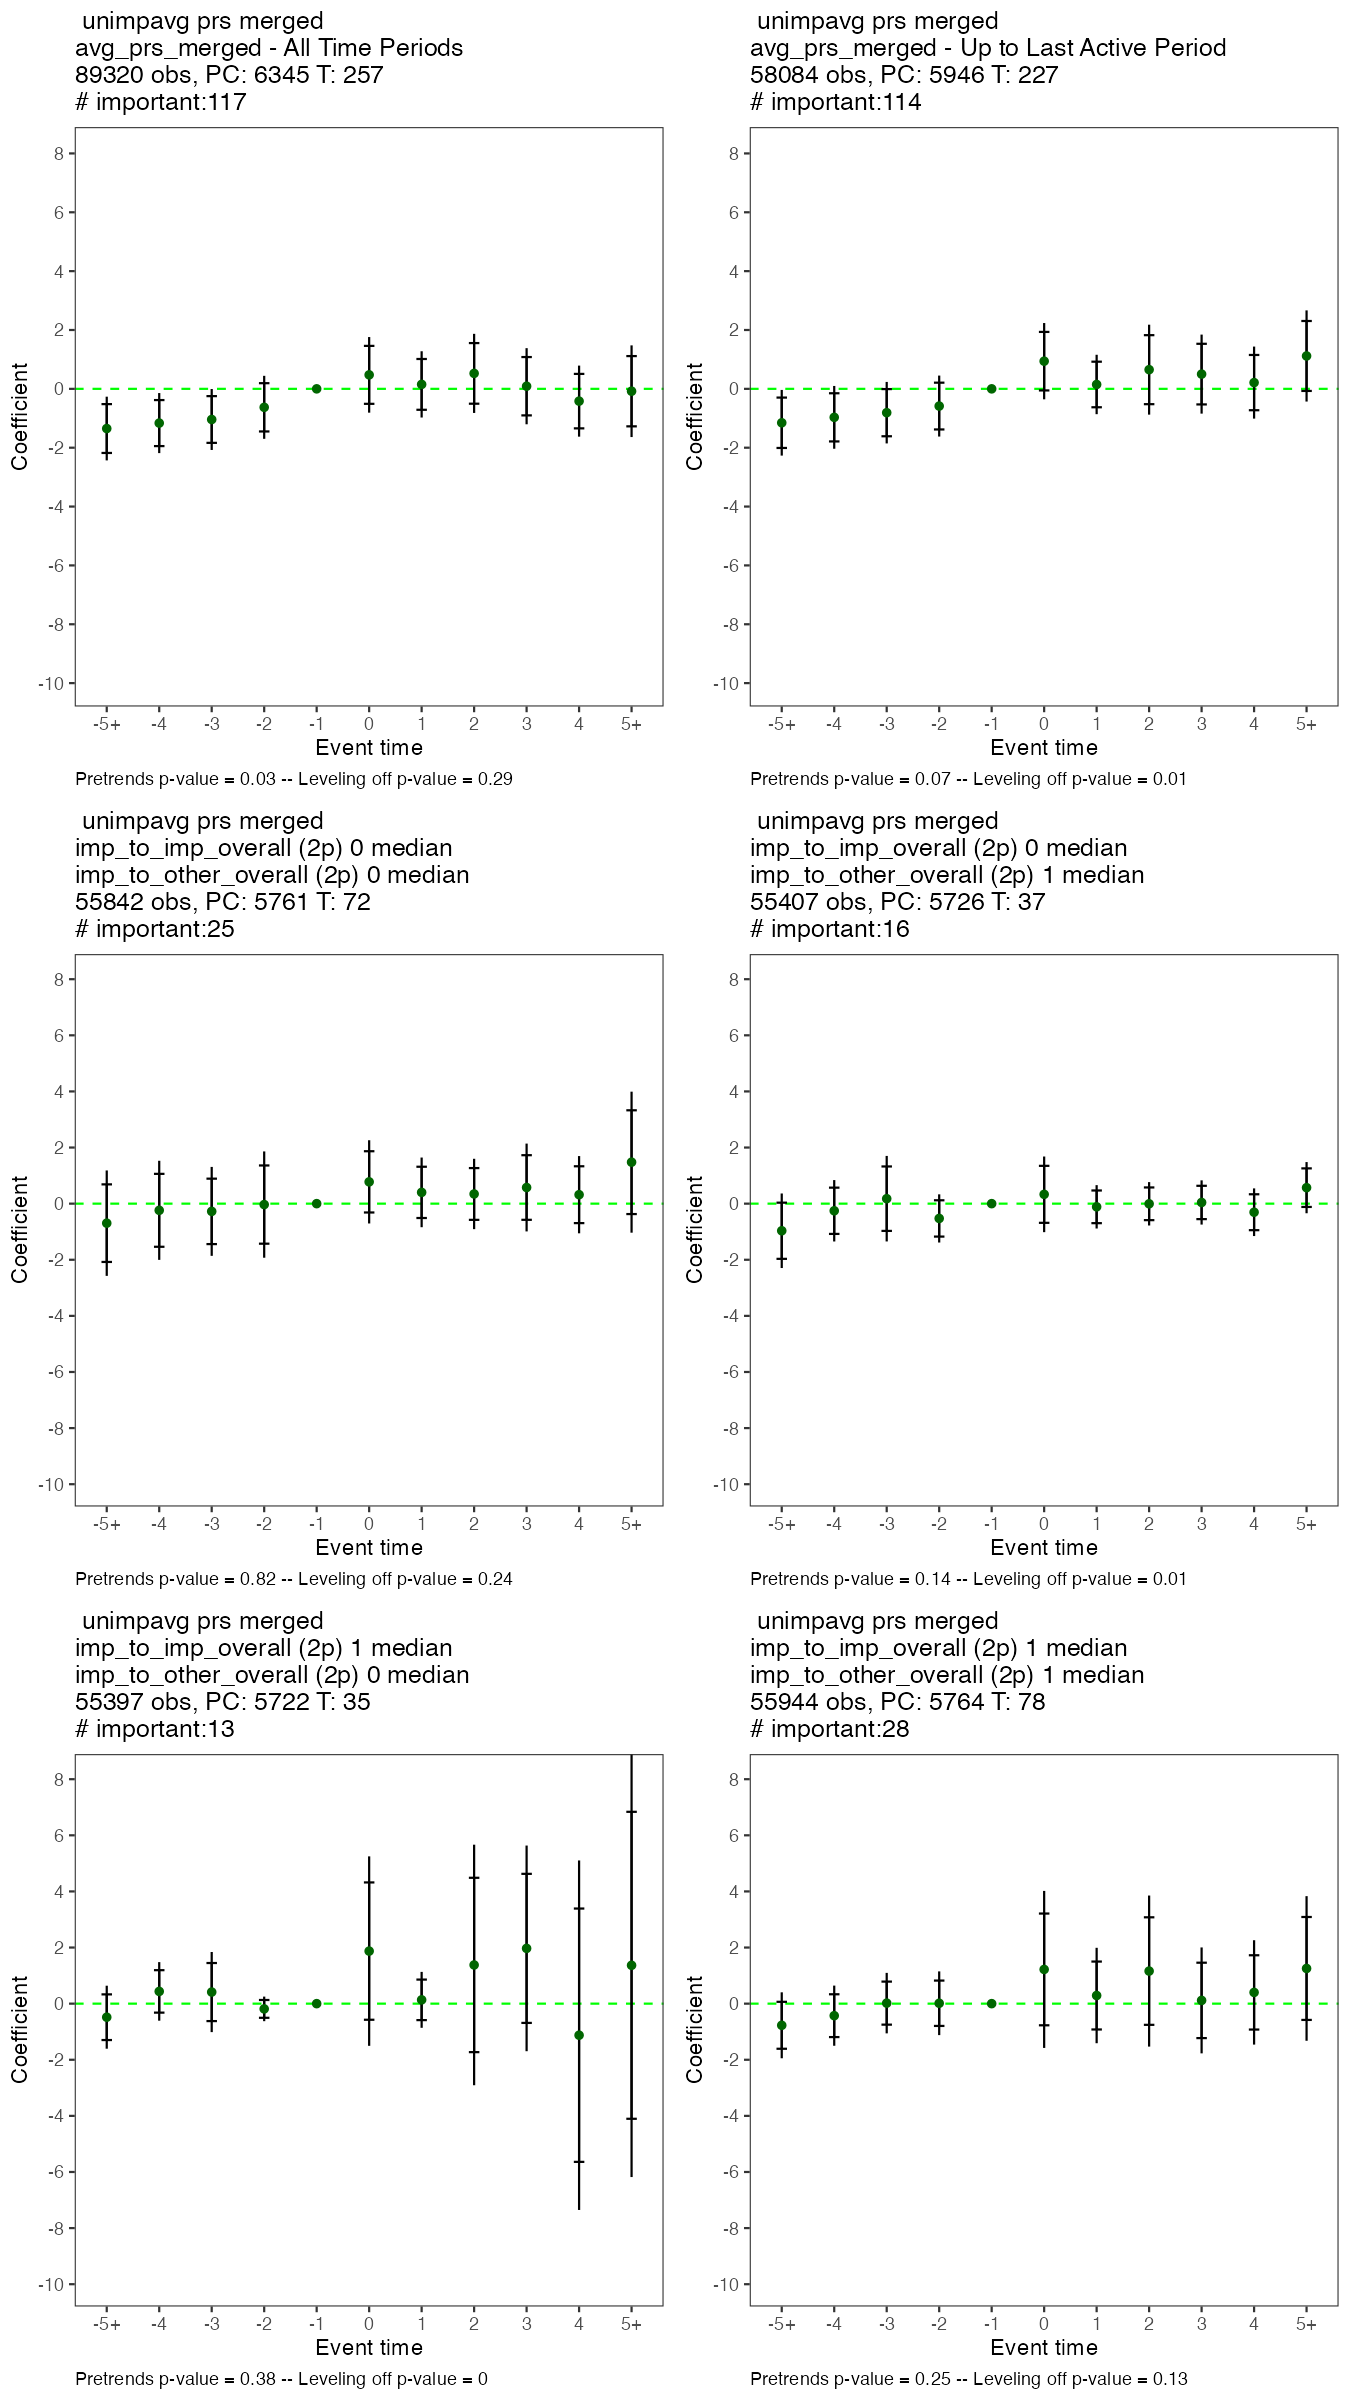 unimpavg prs merged
avg_prs_merged - All Time Periods
89320 obs, PC: 6345 T: 257
# important:117
8
6
4
2
0
-2
-4
-6
-8
-10
Coefficient
-5+ -4 -3 -2 -1 0 1 2 3 4 5+
Event time
Pretrends p-value = 0.03 -- Leveling off p-value = 0.29
unimpavg prs merged
avg_prs_merged - Up to Last Active Period
58084 obs, PC: 5946 T: 227
# important:114
8
6
4
2
0
-2
-4
-6
-8
-10
Coefficient
-5+ -4 -3 -2 -1 0 1 2 3 4 5+
Event time
Pretrends p-value = 0.07 -- Leveling off p-value = 0.01
unimpavg prs merged
imp_to_imp_overall (2p) 0 median
imp_to_other_overall (2p) 0 median
55842 obs, PC: 5761 T: 72
# important:25
8
6
4
2
0
-2
-4
-6
-8
-10
Coefficient
-5+ -4 -3 -2 -1 0 1 2 3 4 5+
Event time
Pretrends p-value = 0.82 -- Leveling off p-value = 0.24
unimpavg prs merged
imp_to_imp_overall (2p) 0 median
imp_to_other_overall (2p) 1 median
55407 obs, PC: 5726 T: 37
# important:16
8
6
4
2
0
-2
-4
-6
-8
-10
Coefficient
-5+ -4 -3 -2 -1 0 1 2 3 4 5+
Event time
Pretrends p-value = 0.14 -- Leveling off p-value = 0.01
unimpavg prs merged
imp_to_imp_overall (2p) 1 median
imp_to_other_overall (2p) 0 median
55397 obs, PC: 5722 T: 35
# important:13
8
6
4
2
0
-2
-4
-6
-8
-10
Coefficient
-5+ -4 -3 -2 -1 0 1 2 3 4 5+
Event time
Pretrends p-value = 0.38 -- Leveling off p-value = 0
unimpavg prs merged
imp_to_imp_overall (2p) 1 median
imp_to_other_overall (2p) 1 median
55944 obs, PC: 5764 T: 78
# important:28
8
6
4
2
0
-2
-4
-6
-8
-10
Coefficient
-5+ -4 -3 -2 -1 0 1 2 3 4 5+
Event time
Pretrends p-value = 0.25 -- Leveling off p-value = 0.13